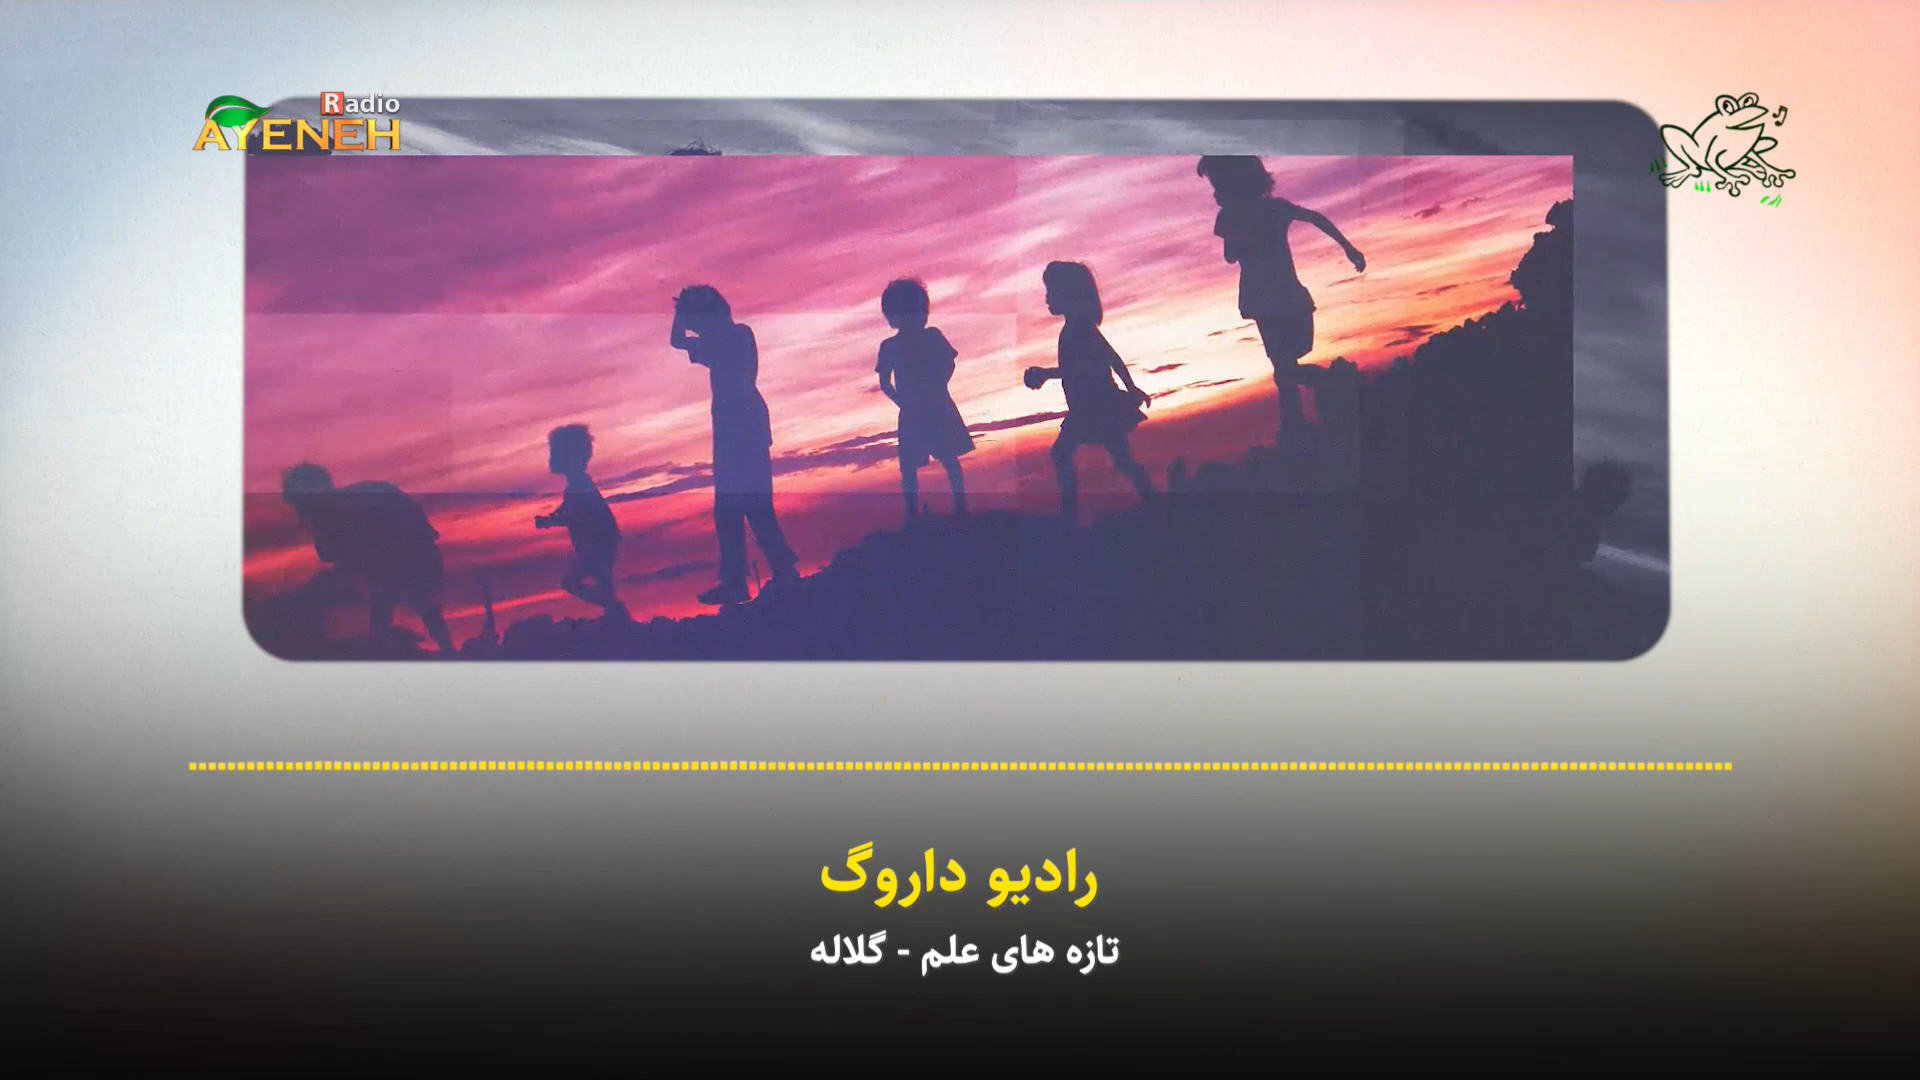 Radio
AYENEH
رادیو داروگ
تازه های علم - گلاله